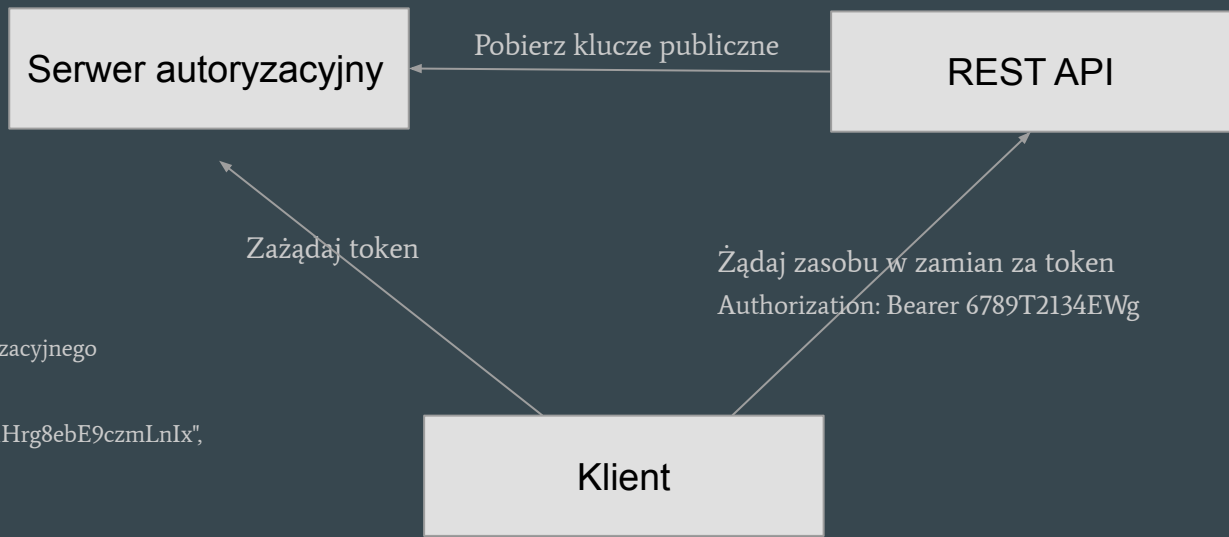 Serwer autoryzacyjny
Pobierz klucze publiczne
REST API
Zażądaj token
Żądaj zasobu w zamian za token
Authorization: Bearer 6789T2134EWg
zacyjnego
Hrg8ebE9czmLnIx",
Klient